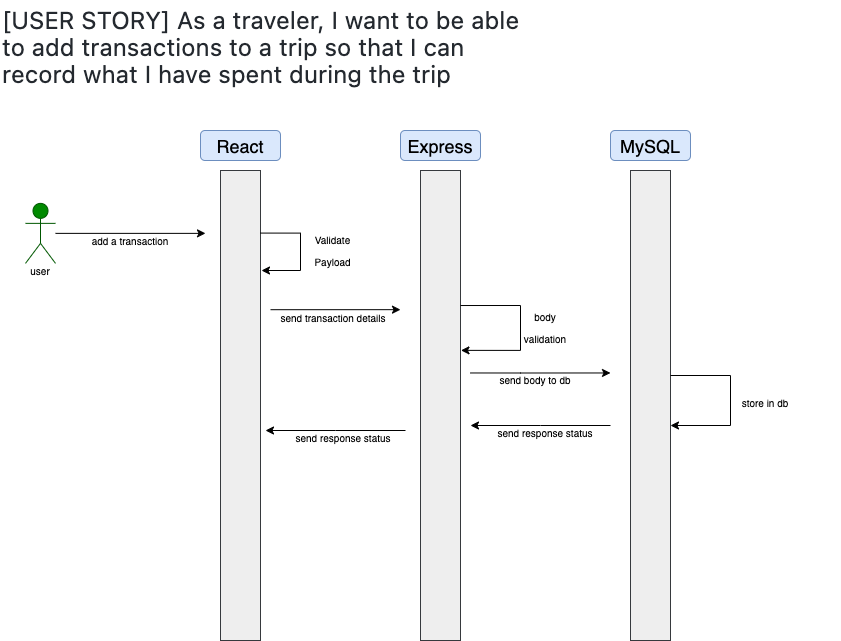 [USER STORY] As a traveler, I want to be able
to add transactions to a trip so that I can
record what I have spent during the trip
React
Express
MySQL
user
add a transaction
Validate
Payload
send transaction details
body
validation
send body to db
store in db
send response status
send response status